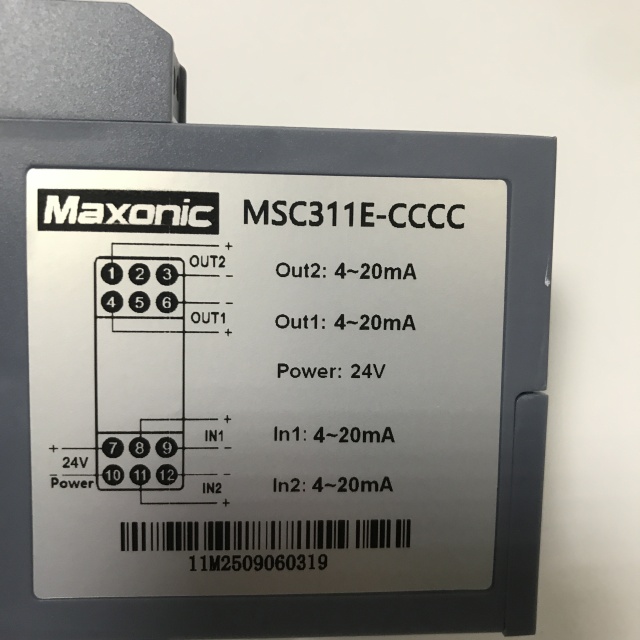 Maxonic MSC311E-CCCC
+
OUT2
1 2 3 -
Out2: 4~20mA
4 5 6 -
OUT1
Out1: 4~20mA
+
Power: 24V
+
IN1
In1: 4~20mA
+ 7 8 9 -
24V
- Power 10 11 12 -
IN2
In2: 4~20mA
+
11M2509060319